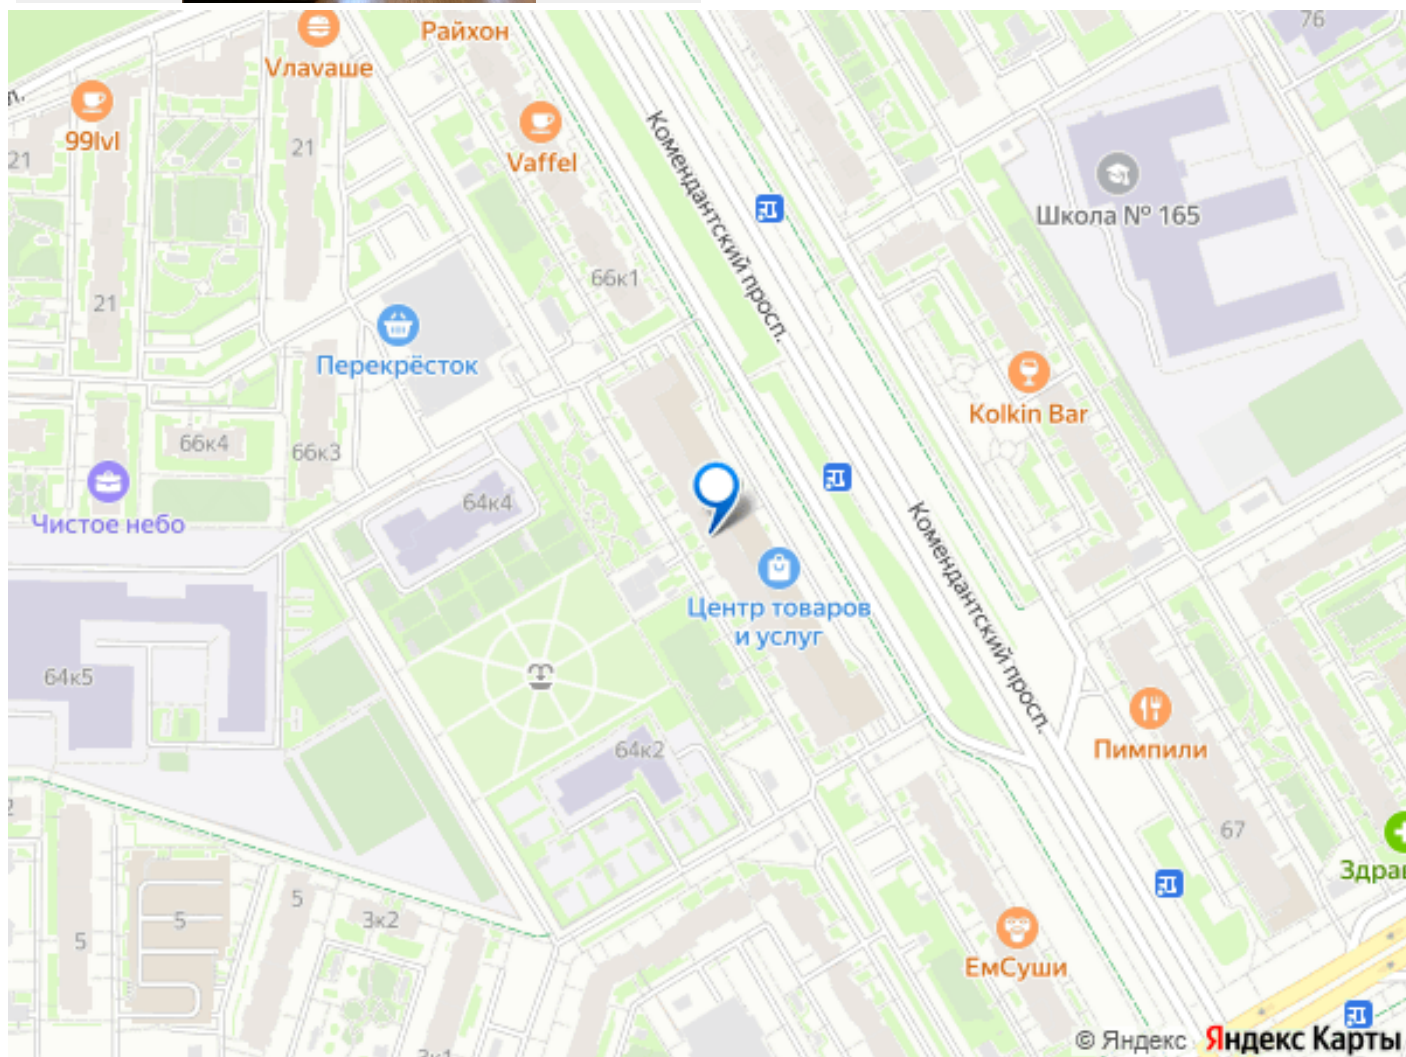 76
Райхон
Vлаvаше
99lvl
21
21
Vaffel
Комендантский просп.
Школа № 165
66к1
21
Перекрёсток
Kolkin Bar
66к4
66к3
64к4
Чистое небо
Комендантский просп.
Центр товаров
и услуг
64к5
64к2
Пимпили
67
Здрав
5
3к2
5
5
ЕмСуши
© Яндекс Яндекс Карты